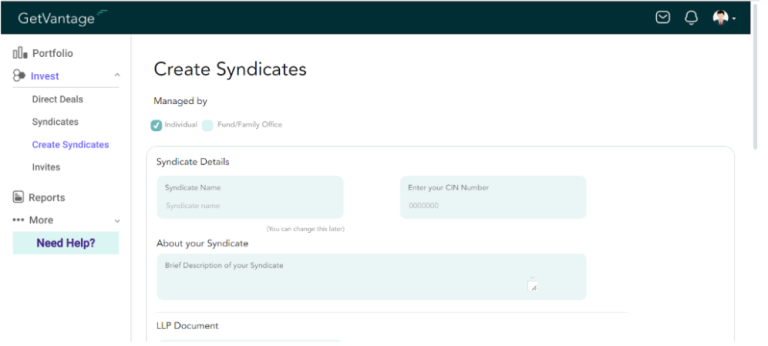 GetVantage
Portfolio
Invest
Direct Deals
Syndicates
Create Syndicates
Invites
Reports
More
Need Help?
Create Syndicates
Managed by
Individual Fund/Family Office
Syndicate Details
Syndicate Name Enter your CIN Number
Syndicate name 0000000
(You can change this later)
About your Syndicate
Brief Description of your Syndicate
LLP Document